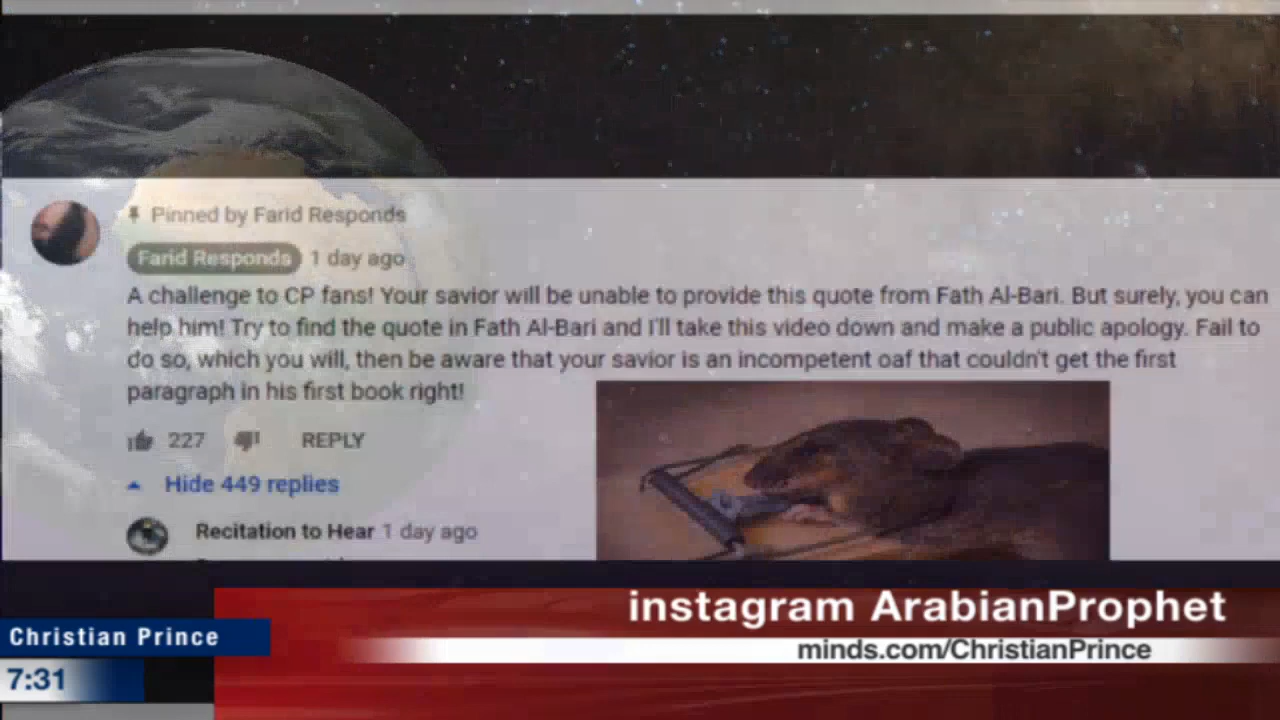 Pinned by Farid Responds
Farid Responds 1 day ago
A challenge to CP fans! Your savior will be unable to provide this quote from Fath Al-Bari. But surely, you can
help him! Try to find the quote in Fath Al-Bari and I'll take this video down and make a public apology. Fail to
do so, which you will, then be aware that your savior is an incompetent oaf that couldn't get the first
paragraph in his first book right!
227 REPLY
Hide 449 replies
Recitation to Hear 1 day ago
instagram ArabianProphet
Christian Prince
minds.com/ChristianPrince
7:31